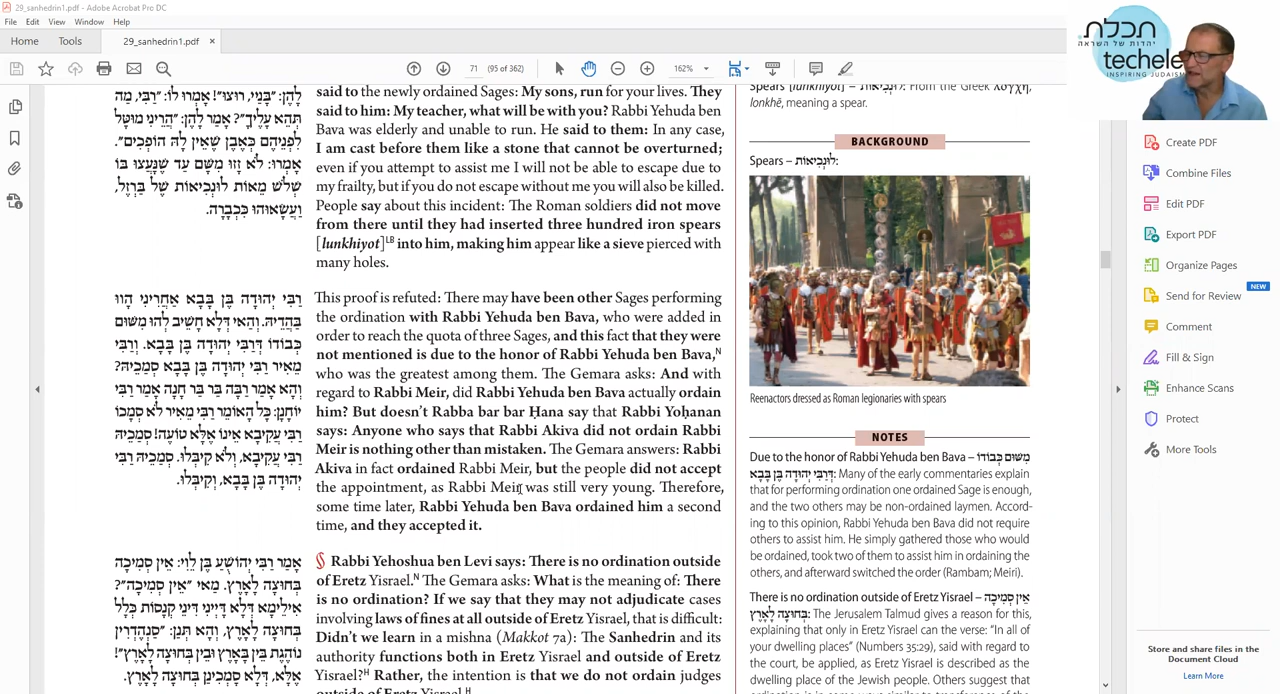 29_sanhedrin1.pdf - Adobe Acrobat Pro DC
File Edit View Window Help
Home Tools 29_sanhedrin1.pdf ×
71 (95 of 362) 162%
תכלת
יהדות של השראה
techele
INSPIRING JUDAISM
לָהֶן: ״בָּנַיי, רוּצוּ״! אָמְרוּ לוֹ: ״רַבִּי, מָה
תְּהֵא עָלֶיךָ״? אָמַר לָהֶן: ״הֲרֵינִי מוּטָל
לִפְנֵיהֶם כְּאֶבֶן שֶׁאֵין לָהּ הוֹפְכִים״.
אָמְרוּ: לֹא זָזוּ מִשָּׁם עַד שֶׁנָּעֲצוּ בּוֹ
שְׁלֹשׁ מֵאוֹת לוּנְכִיאוֹת שֶׁל בַּרְזֶל,
וַעֲשָׂאוּהוּ כִּכְבָרָה.
רַבִּי יְהוּדָה בֶּן בָּבָא אַחֲרִינֵי הֲווֹ
בַּהֲדֵיהּ. וְהַאי דְּלָא חָשֵׁיב לְהוּ מִשּׁוּם
כְּבוֹדוֹ דְּרַבִּי יְהוּדָה בֶּן בָּבָא. וְרַבִּי
מֵאִיר רַבִּי יְהוּדָה בֶּן בָּבָא סַמְכֵיהּ?
וְהָא אָמַר רַבָּה בַּר בַּר חָנָה אָמַר רַבִּי
יוֹחָנָן: כָּל הָאוֹמֵר רַבִּי מֵאִיר לֹא סְמָכוֹ
רַבִּי עֲקִיבָא אֵינוֹ אֶלָּא טוֹעֶה! סַמְכֵיהּ
רַבִּי עֲקִיבָא, וְלֹא קִיבְּלוּ. סַמְכֵיהּ רַבִּי
יְהוּדָה בֶּן בָּבָא, וְקִיבְּלוּ.
אָמַר רַבִּי יְהוֹשֻׁעַ בֶּן לֵוִי: אֵין סְמִיכָה
בְּחוּצָה לָאָרֶץ. מַאי ״אֵין סְמִיכָה״?
אִילֵּימָא דְּלָא דָּיְינִי דִּינֵי קְנָסוֹת כְּלָל
בְּחוּצָה לָאָרֶץ, וְהָא תְּנַן: ״סַנְהֶדְרִין
נוֹהֶגֶת בֵּין בָּאָרֶץ וּבֵין בְּחוּצָה לָאָרֶץ״!
אֶלָּא, דְּלָא סָמְכִינַן בְּחוּצָה לָאָרֶץ.
said to the newly ordained Sages: My sons, run for your lives. They
said to him: My teacher, what will be with you? Rabbi Yehuda ben
Bava was elderly and unable to run. He said to them: In any case,
I am cast before them like a stone that cannot be overturned;
even if you attempt to assist me I will not be able to escape due to
my frailty, but if you do not escape without me you will also be killed.
People say about this incident: The Roman soldiers did not move
from there until they had inserted three hundred iron spears
[lunkhiyot]LB into him, making him appear like a sieve pierced with
many holes.
This proof is refuted: There may have been other Sages performing
the ordination with Rabbi Yehuda ben Bava, who were added in
order to reach the quota of three Sages, and this fact that they were
not mentioned is due to the honor of Rabbi Yehuda ben Bava,N
who was the greatest among them. The Gemara asks: And with
regard to Rabbi Meir, did Rabbi Yehuda ben Bava actually ordain
him? But doesn't Rabba bar bar Ḥana say that Rabbi Yoḥanan
says: Anyone who says that Rabbi Akiva did not ordain Rabbi
Meir is nothing other than mistaken. The Gemara answers: Rabbi
Akiva in fact ordained Rabbi Meir, but the people did not accept
the appointment, as Rabbi Meir was still very young. Therefore,
some time later, Rabbi Yehuda ben Bava ordained him a second
time, and they accepted it.
§ Rabbi Yehoshua ben Levi says: There is no ordination outside
of Eretz Yisrael.N The Gemara asks: What is the meaning of: There
is no ordination? If we say that they may not adjudicate cases
involving laws of fines at all outside of Eretz Yisrael, that is difficult:
Didn't we learn in a mishna (Makkot 7a): The Sanhedrin and its
authority functions both in Eretz Yisrael and outside of Eretz
Yisrael?H Rather, the intention is that we do not ordain judges
outside of Eretz Yisrael.H
Spears [lunkhiyot] – לוּנְכִיאוֹת: From the Greek λόγχη,
lonkhē, meaning a spear.
BACKGROUND
Spears – לוּנְכִיאוֹת:
Reenactors dressed as Roman legionaries with spears
NOTES
Due to the honor of Rabbi Yehuda ben Bava – מִשּׁוּם כְּבוֹדוֹ
דְּרַבִּי יְהוּדָה בֶּן בָּבָא: Many of the early commentaries explain
that for performing ordination one ordained Sage is enough,
and the two others may be non-ordained laymen. Accord-
ing to this opinion, Rabbi Yehuda ben Bava did not require
others to assist him. He simply gathered those who would
be ordained, took two of them to assist him in ordaining the
others, and afterward switched the order (Rambam; Meiri).
There is no ordination outside of Eretz Yisrael – אֵין סְמִיכָה
בְּחוּצָה לָאָרֶץ: The Jerusalem Talmud gives a reason for this,
explaining that only in Eretz Yisrael can the verse: "In all of
your dwelling places" (Numbers 35:29), said with regard to
the court, be applied, as Eretz Yisrael is described as the
dwelling place of the Jewish people. Others suggest that
Create PDF
Combine Files
Edit PDF
Export PDF
Organize Pages
Send for Review NEW
Comment
Fill & Sign
Enhance Scans
Protect
More Tools
Store and share files in the
Document Cloud
Learn More